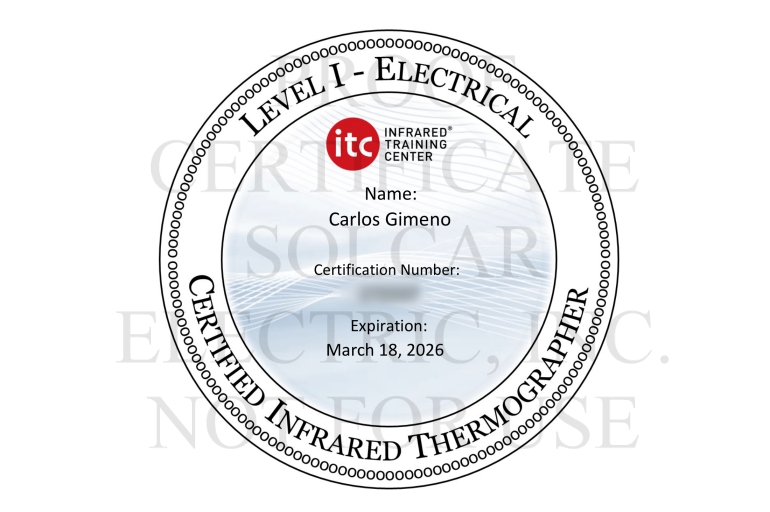 LEVEL I - ELECTRICAL
itc INFRARED®
TRAINING
CENTER
Name:
Carlos Gimeno
Certification Number:
Expiration:
March 18, 2026
CERTIFIED INFRARED THERMOGRAPHER
PROOF
CERTIFICATE
SOLCAR
ELECTRIC, INC.
NOT FOR USE